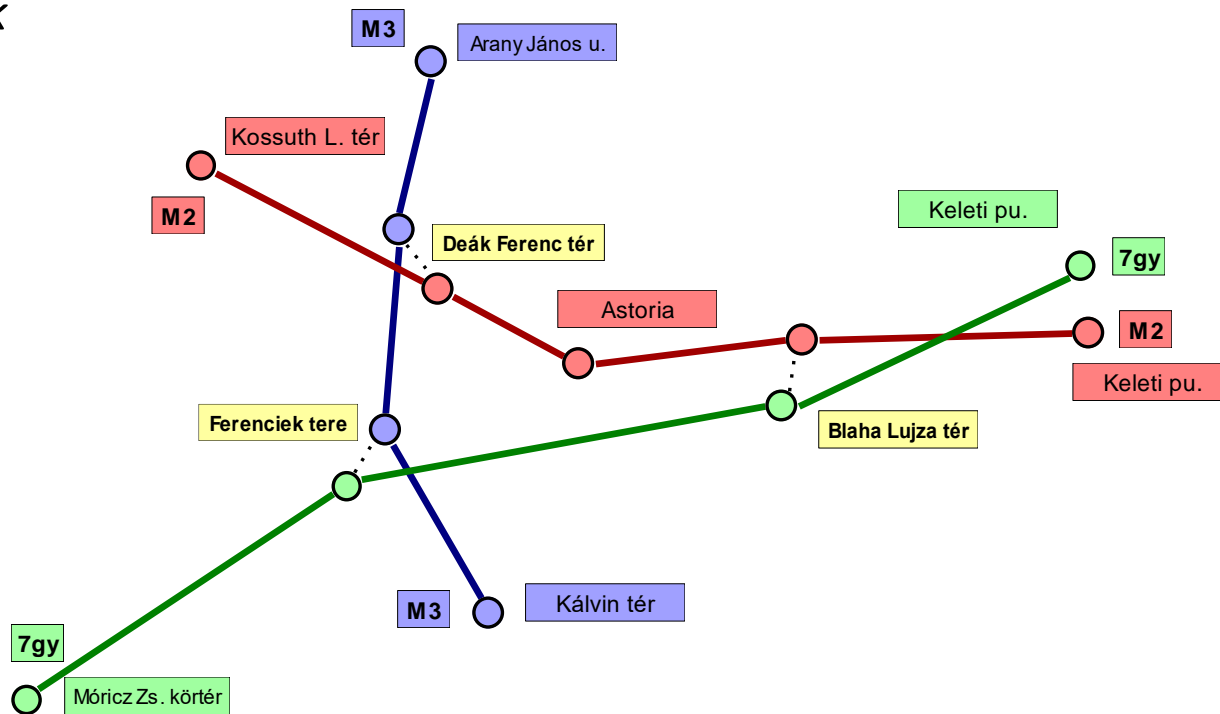 M3
Arany János u.
Kossuth L. tér
M2
Keleti pu.
Deák Ferenc tér
7gy
Astoria
M2
Keleti pu.
Ferenciek tere
Blaha Lujza tér
M3
Kálvin tér
7gy
Móricz Zs. körtér